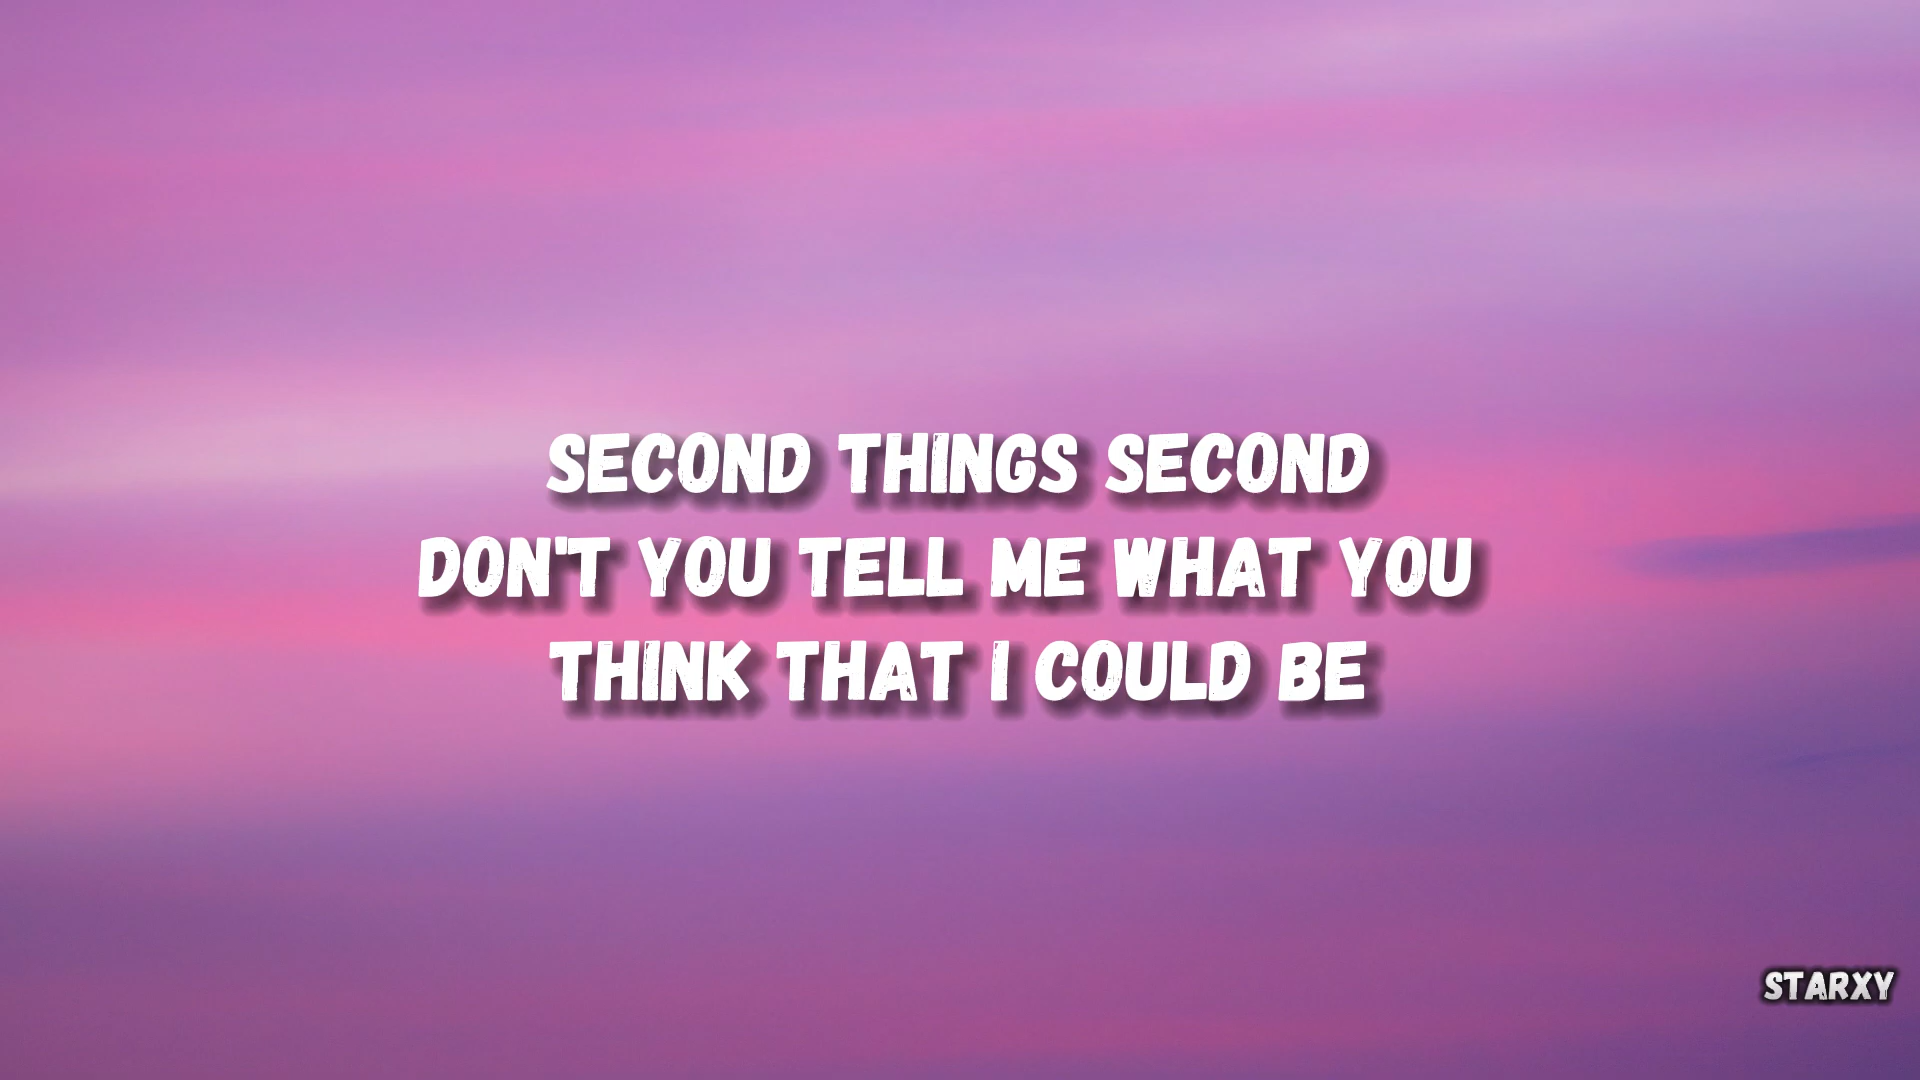 SECOND THINGS SECOND
DON'T YOU TELL ME WHAT YOU
THINK THAT I COULD BE
STARXY